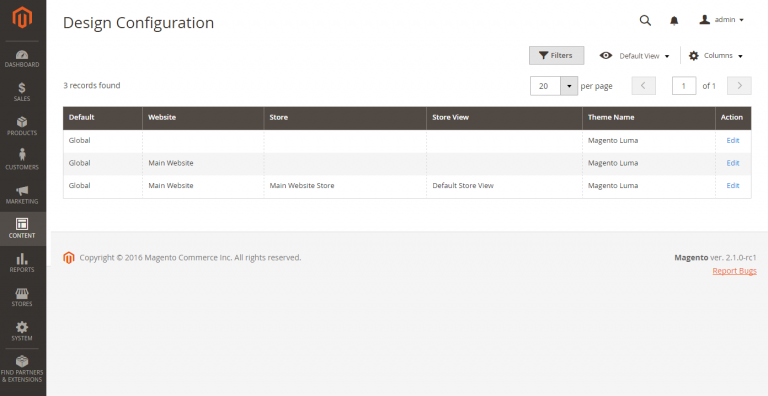 Design Configuration
admin
Filters
Default View
Columns
3 records found
20
per page
1
of 1
Default Website Store Store View Theme Name Action
Global Magento Luma Edit
Global Main Website Magento Luma Edit
Global Main Website Main Website Store Default Store View Magento Luma Edit
Copyright © 2016 Magento Commerce Inc. All rights reserved.
Magento ver. 2.1.0-rc1
Report Bugs
DASHBOARD
$
SALES
PRODUCTS
CUSTOMERS
MARKETING
CONTENT
REPORTS
STORES
SYSTEM
FIND PARTNERS
& EXTENSIONS